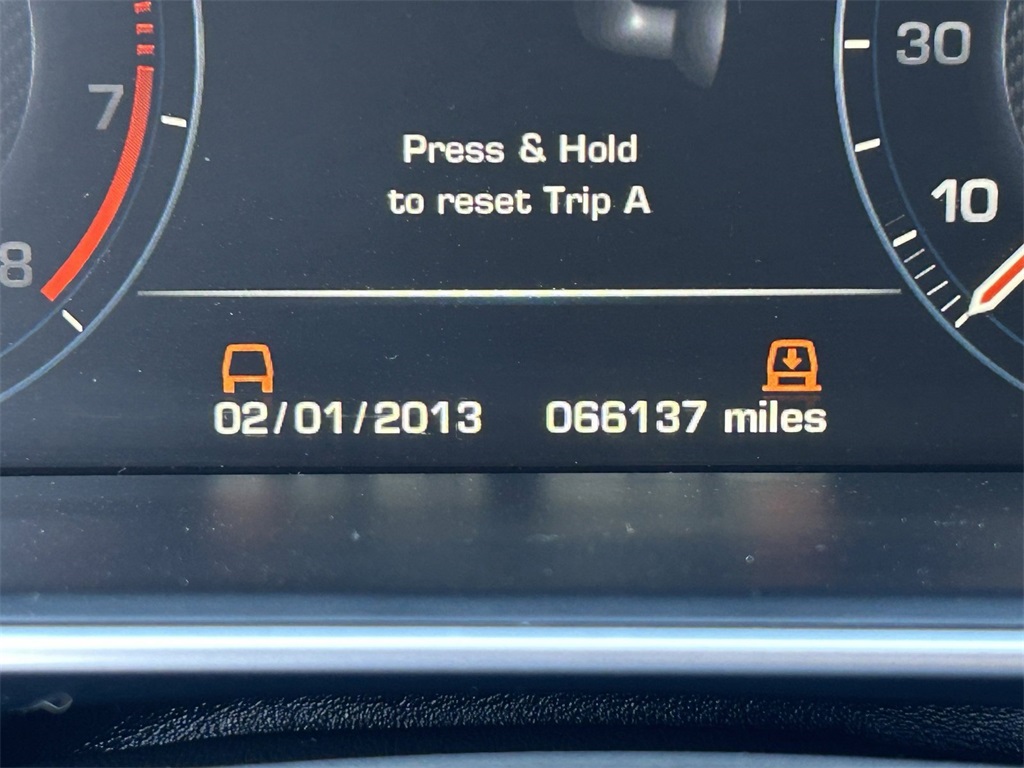 30
7
Press & Hold
to reset Trip A
10
8
02/01/2013 066137 miles